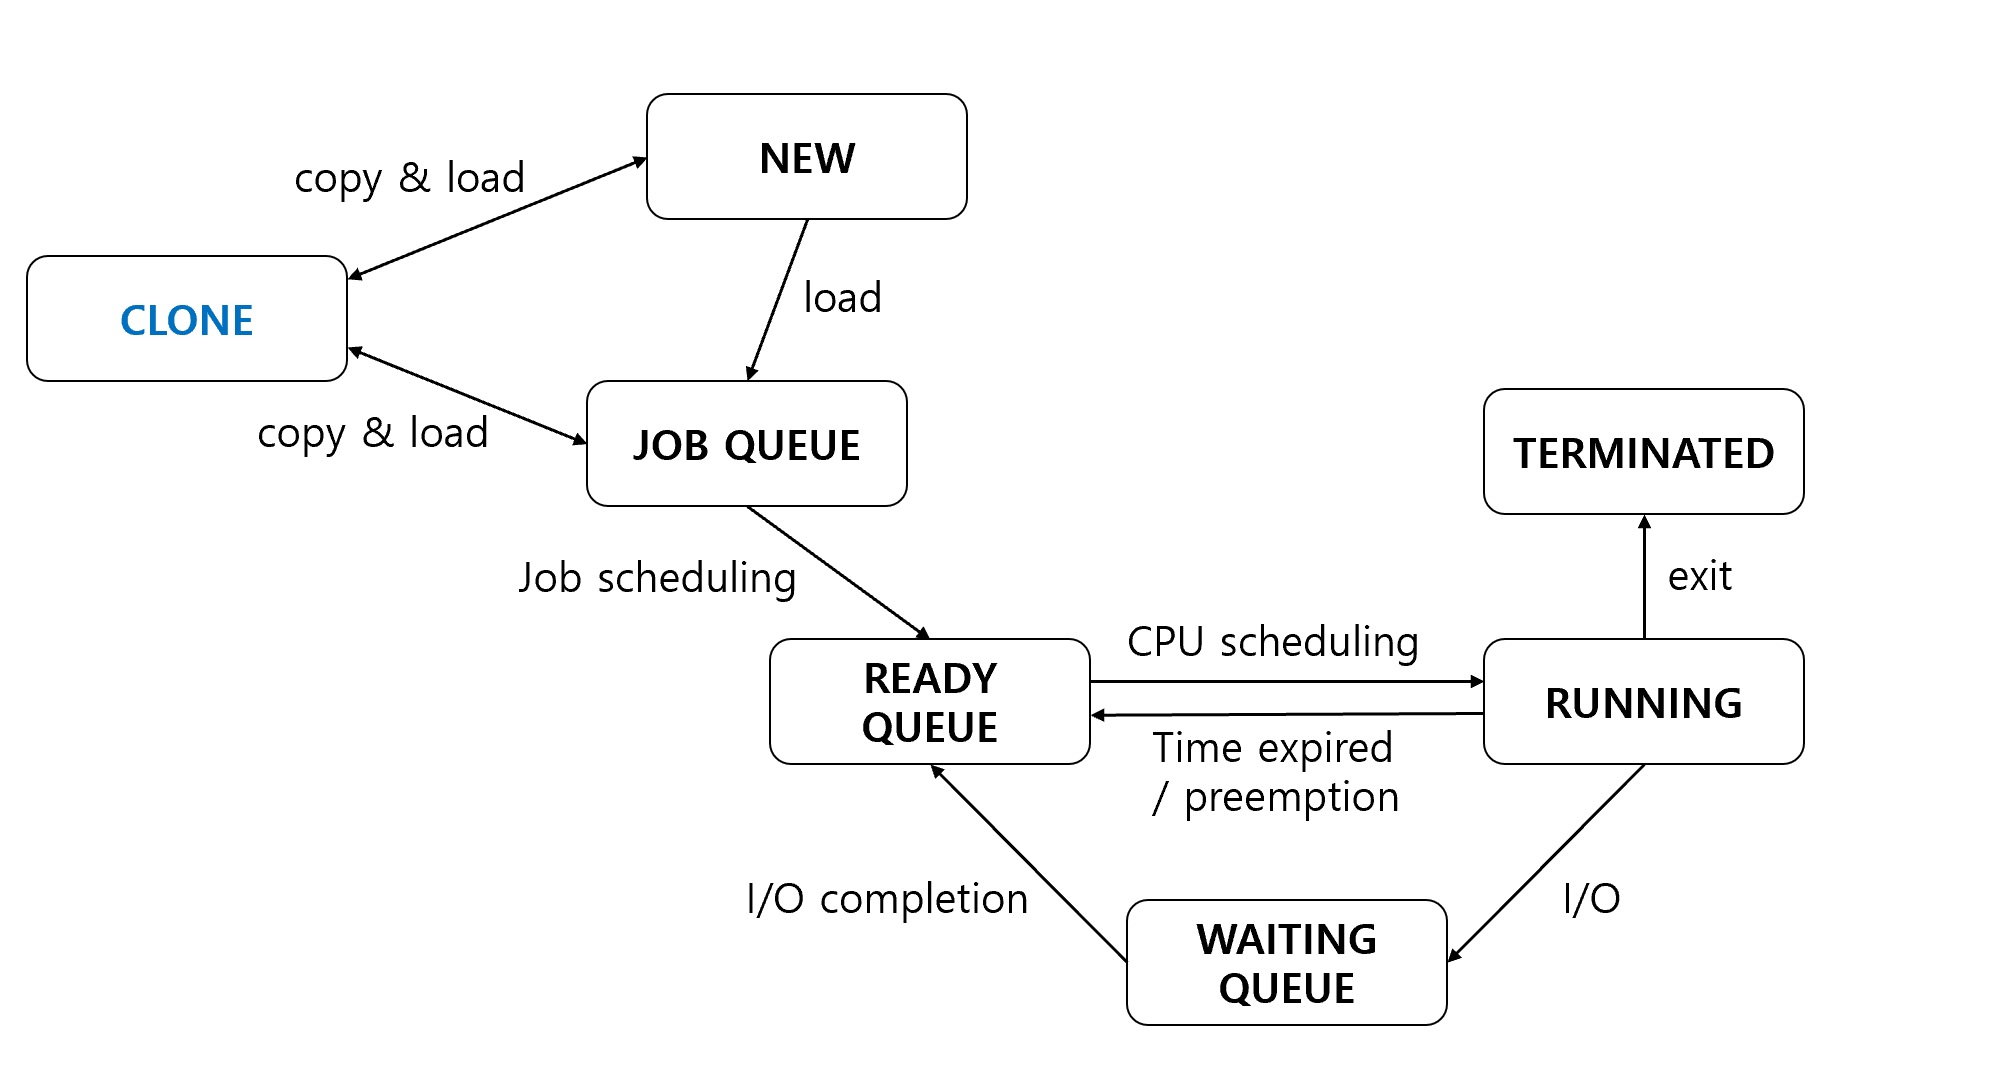 NEW
copy & load
CLONE
load
copy & load
JOB QUEUE
TERMINATED
Job scheduling
exit
CPU scheduling
READY
QUEUE
RUNNING
Time expired
/ preemption
I/O completion
I/O
WAITING
QUEUE